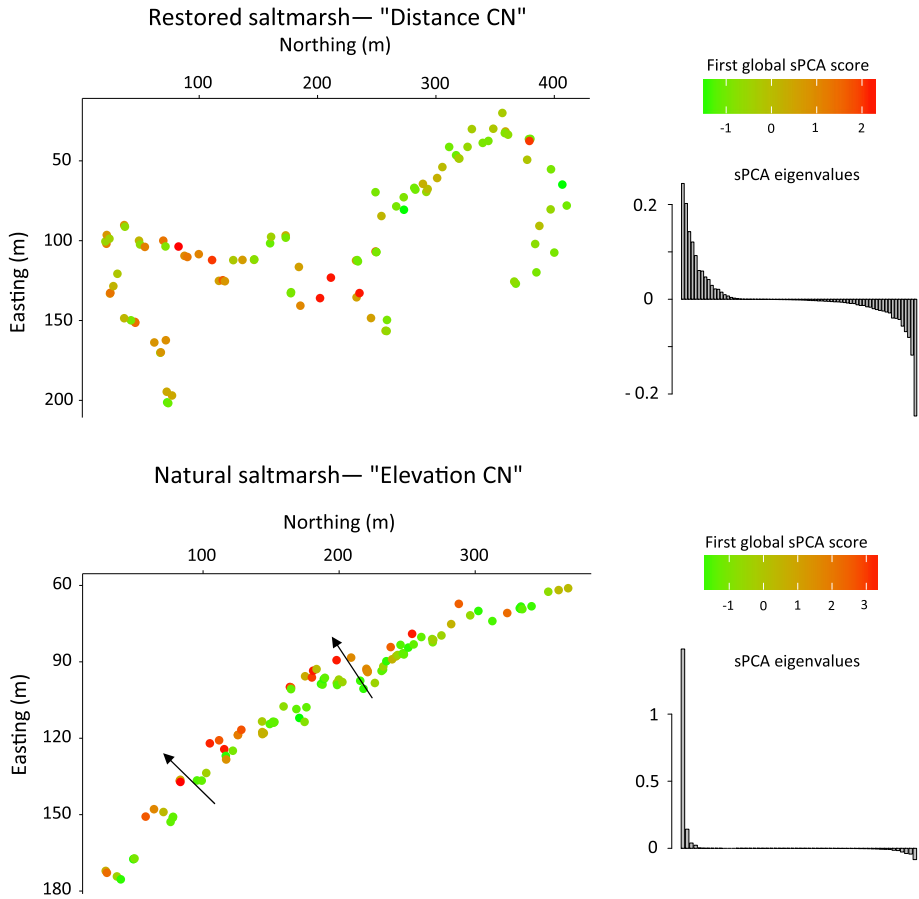 Restored saltmarsh— "Distance CN"
Northing (m)
100 200 300 400
50
100
150
200
Easting (m)
First global sPCA score
-1 0 1 2
sPCA eigenvalues
0.2
0
- 0.2
Natural saltmarsh— "Elevation CN"
Northing (m)
100 200 300
60
90
120
150
180
Easting (m)
First global sPCA score
-1 0 1 2 3
sPCA eigenvalues
1
0.5
0